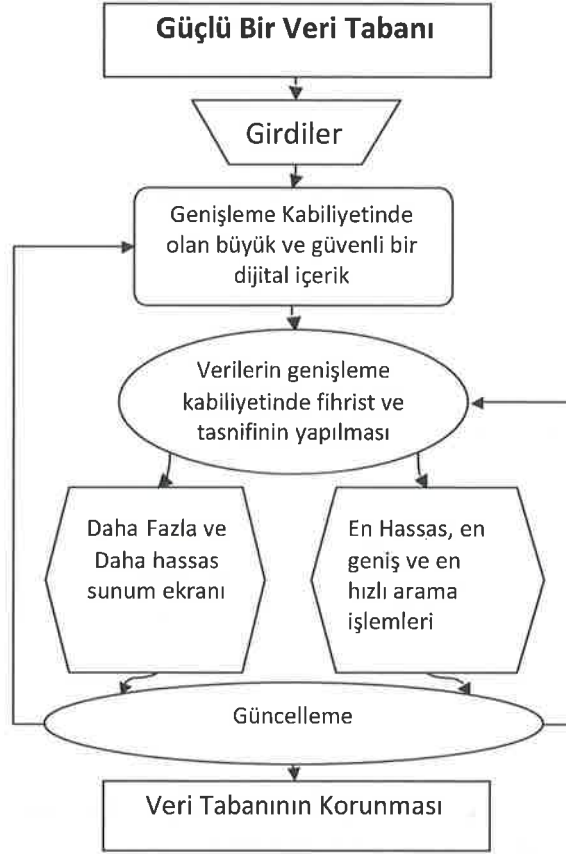 Güçlü Bir Veri Tabanı
Girdiler
Genişleme Kabiliyetinde
olan büyük ve güvenli bir
dijital içerik
Verilerin genişleme
kabiliyetinde fihrist ve
tasnifinin yapılması
Daha Fazla ve
Daha hassas
sunum ekranı
En Hassas, en
geniş ve en
hızlı arama
işlemleri
Güncelleme
Veri Tabanının Korunması